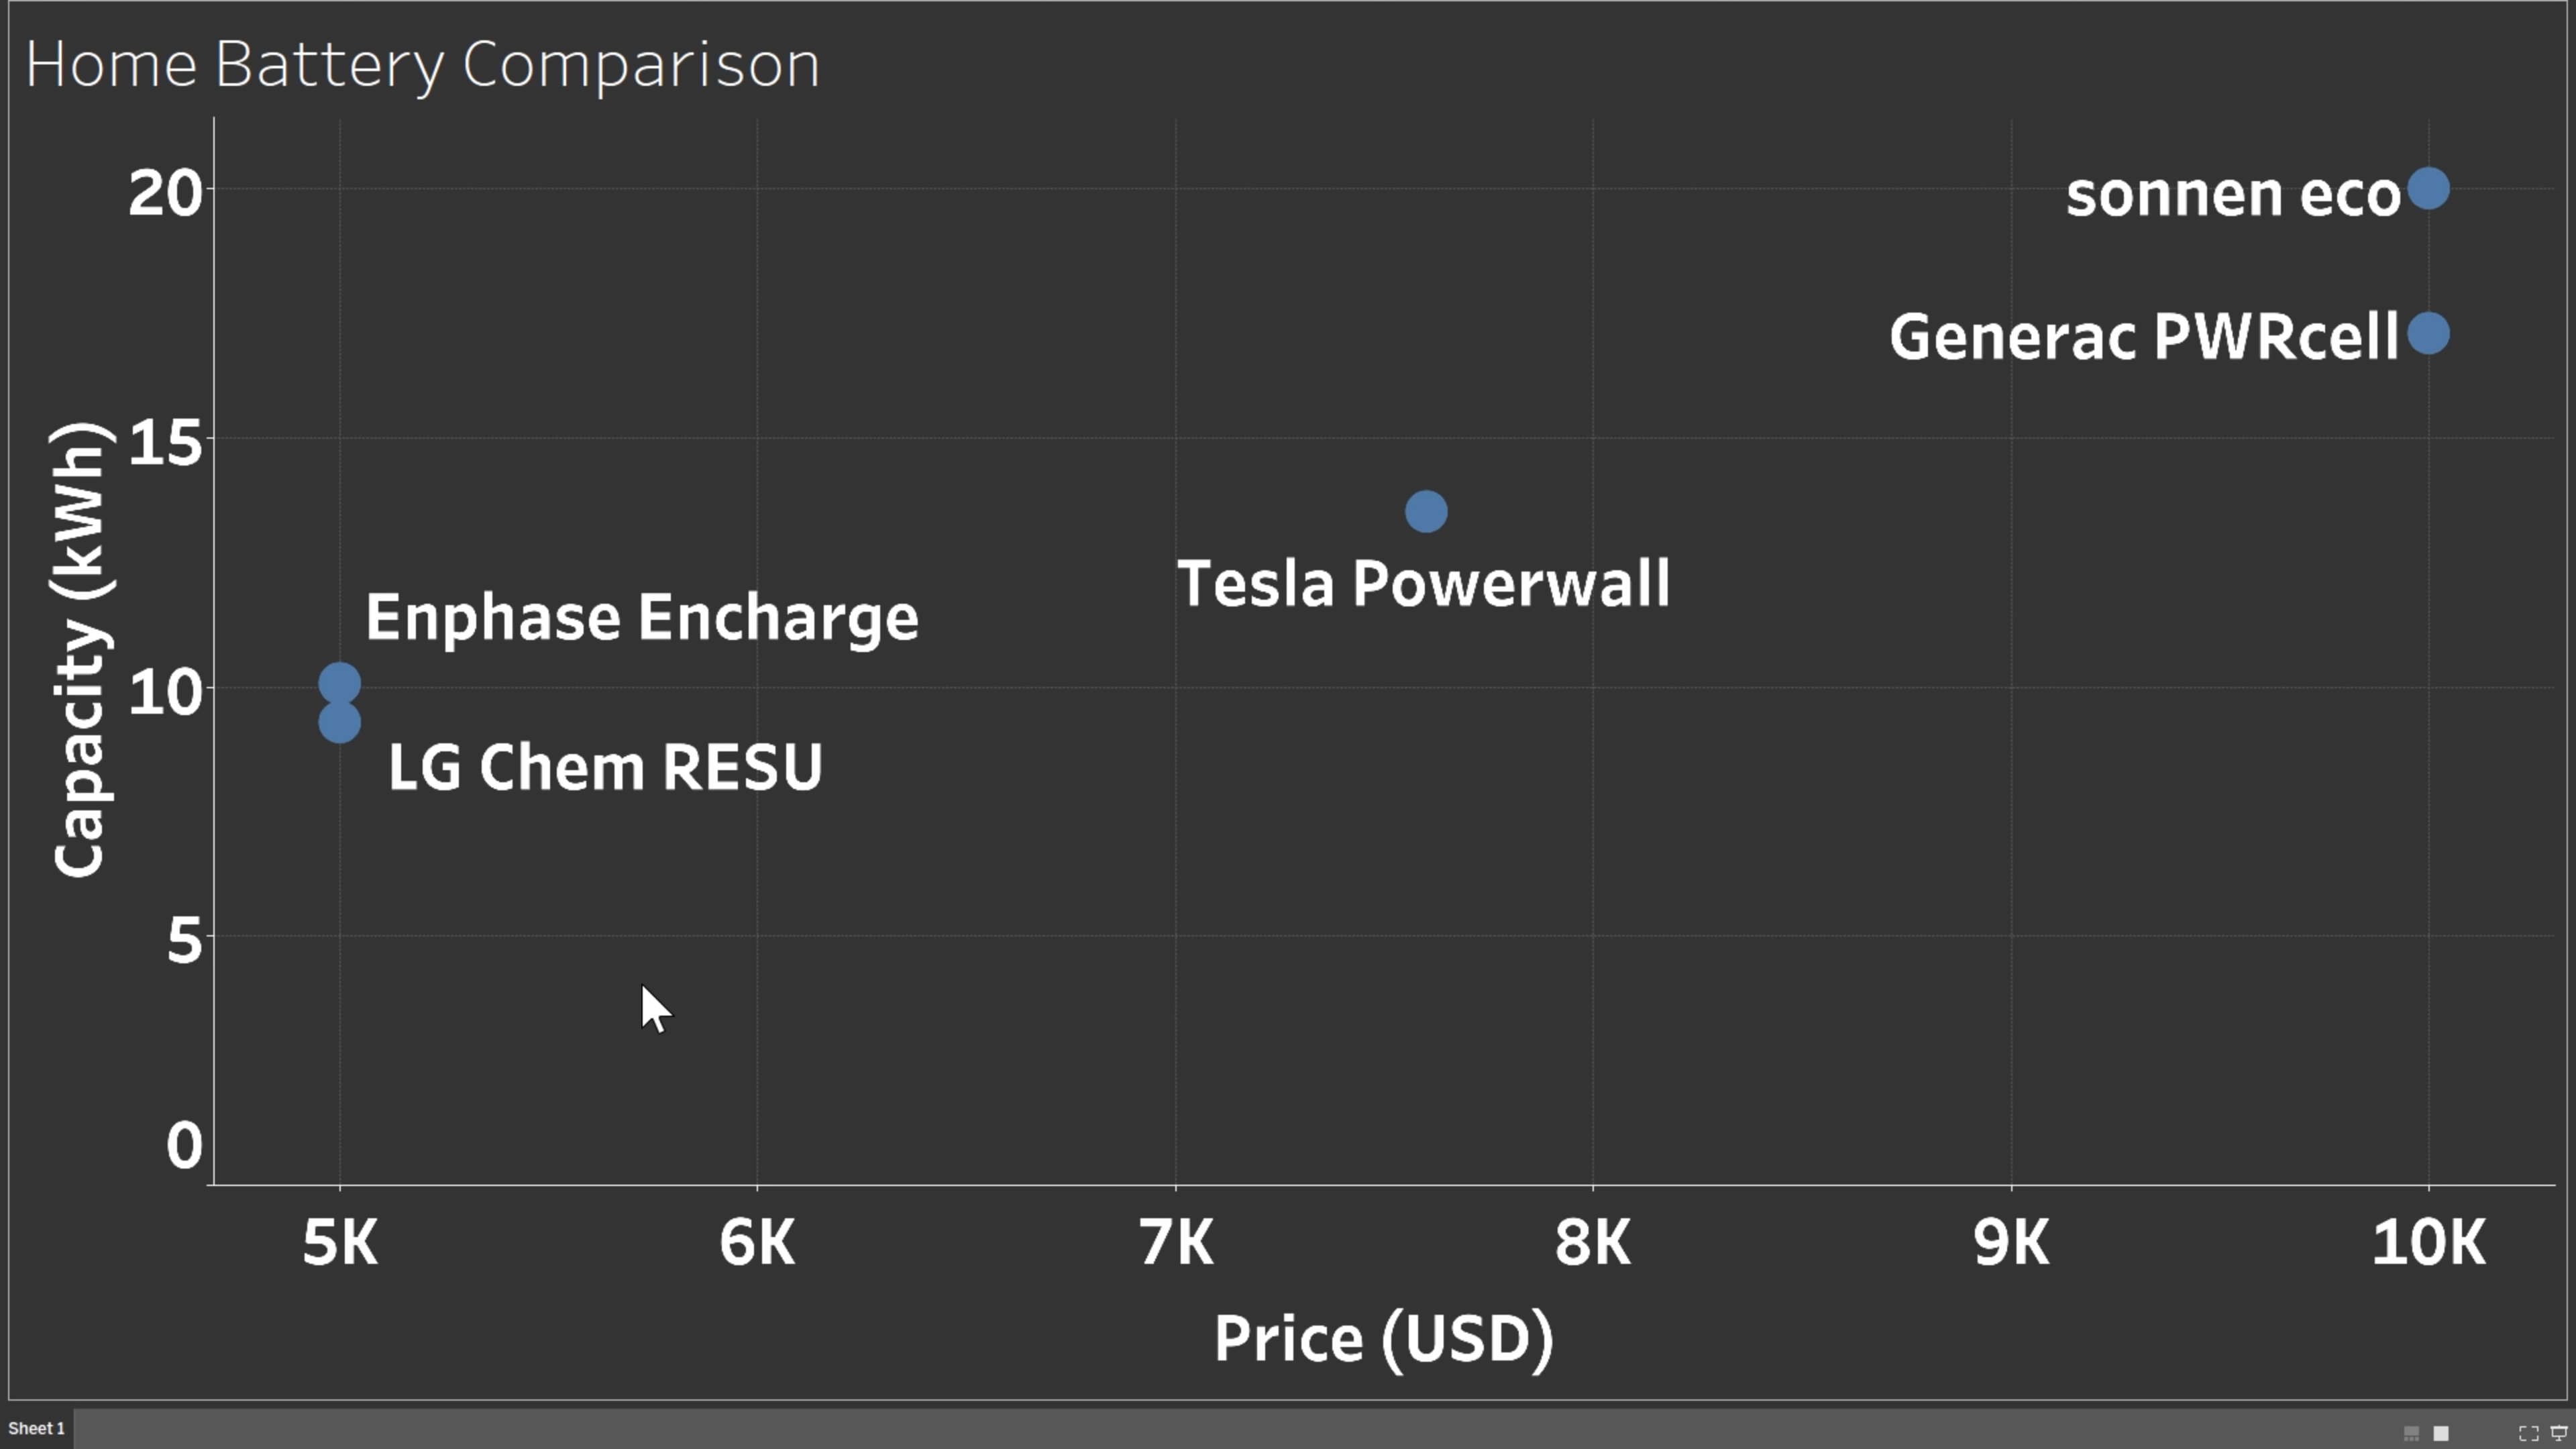 Home Battery Comparison
20
sonnen eco
Generac PWRcell
15
Tesla Powerwall
Enphase Encharge
10
LG Chem RESU
Capacity (kWh)
5
0
5K 6K 7K 8K 9K 10K
Price (USD)
Sheet 1